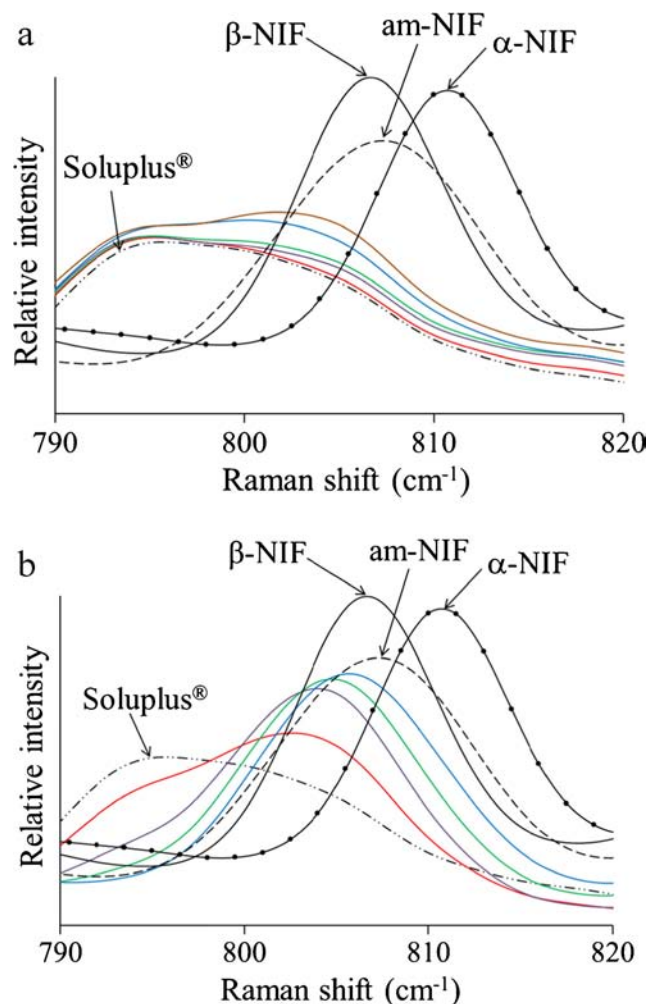 a
β-NIF
am-NIF
α-NIF
Soluplus®
Relative intensity
790
800
810
820
Raman shift (cm-1)
b
β-NIF
am-NIF
α-NIF
Soluplus®
Relative intensity
790
800
810
820
Raman shift (cm-1)